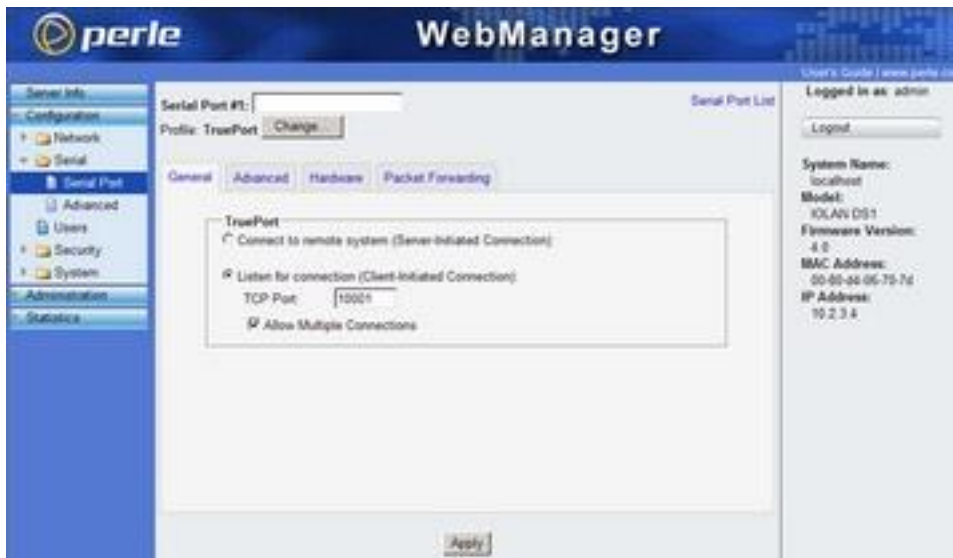 perle
WebManager
User's Guide | www.perle.co
Server Info
Configuration
Network
Serial
Serial Port
Advanced
Users
Security
System
Administration
Statistics
Serial Port #1:
Serial Port List
Profile: TruePort Change...
General Advanced Hardware Packet Forwarding
TruePort
Connect to remote system (Server-Initiated Connection)
Listen for connection (Client-Initiated Connection)
TCP Port: 10001
Allow Multiple Connections
Apply
Logged in as: admin
Logout
System Name:
localhost
Model:
IOLAN DS1
Firmware Version:
4.0
MAC Address:
IP Address:
10.2.3.4